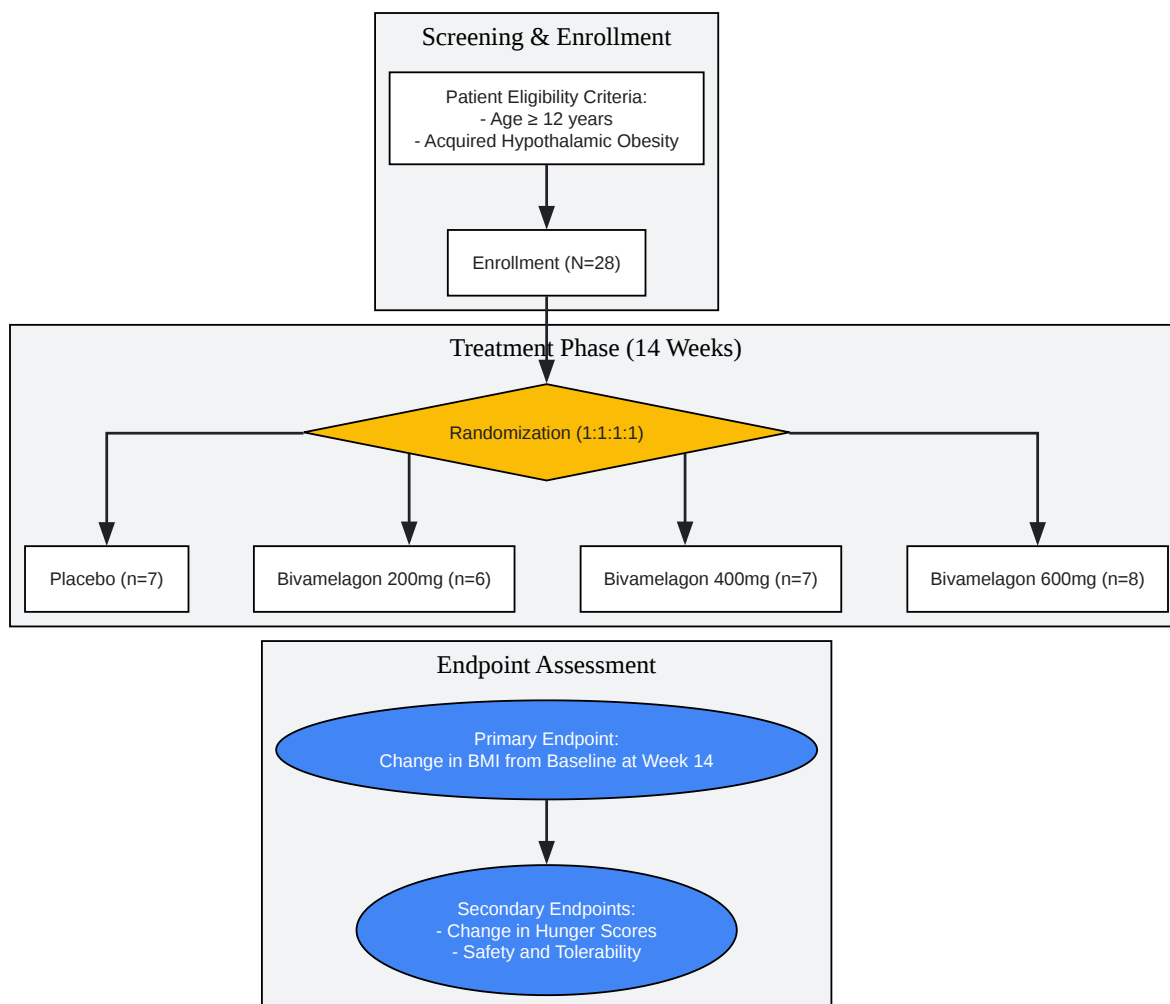 Screening & Enrollment
Patient Eligibility Criteria:
- Age ≥ 12 years
- Acquired Hypothalamic Obesity
Enrollment (N=28)
Treatment Phase (14 Weeks)
Randomization (1:1:1:1)
Placebo (n=7)
Bivamelagon 200mg (n=6)
Bivamelagon 400mg (n=7)
Bivamelagon 600mg (n=8)
Endpoint Assessment
Primary Endpoint:
Change in BMI from Baseline at Week 14
Secondary Endpoints:
- Change in Hunger Scores
- Safety and Tolerability